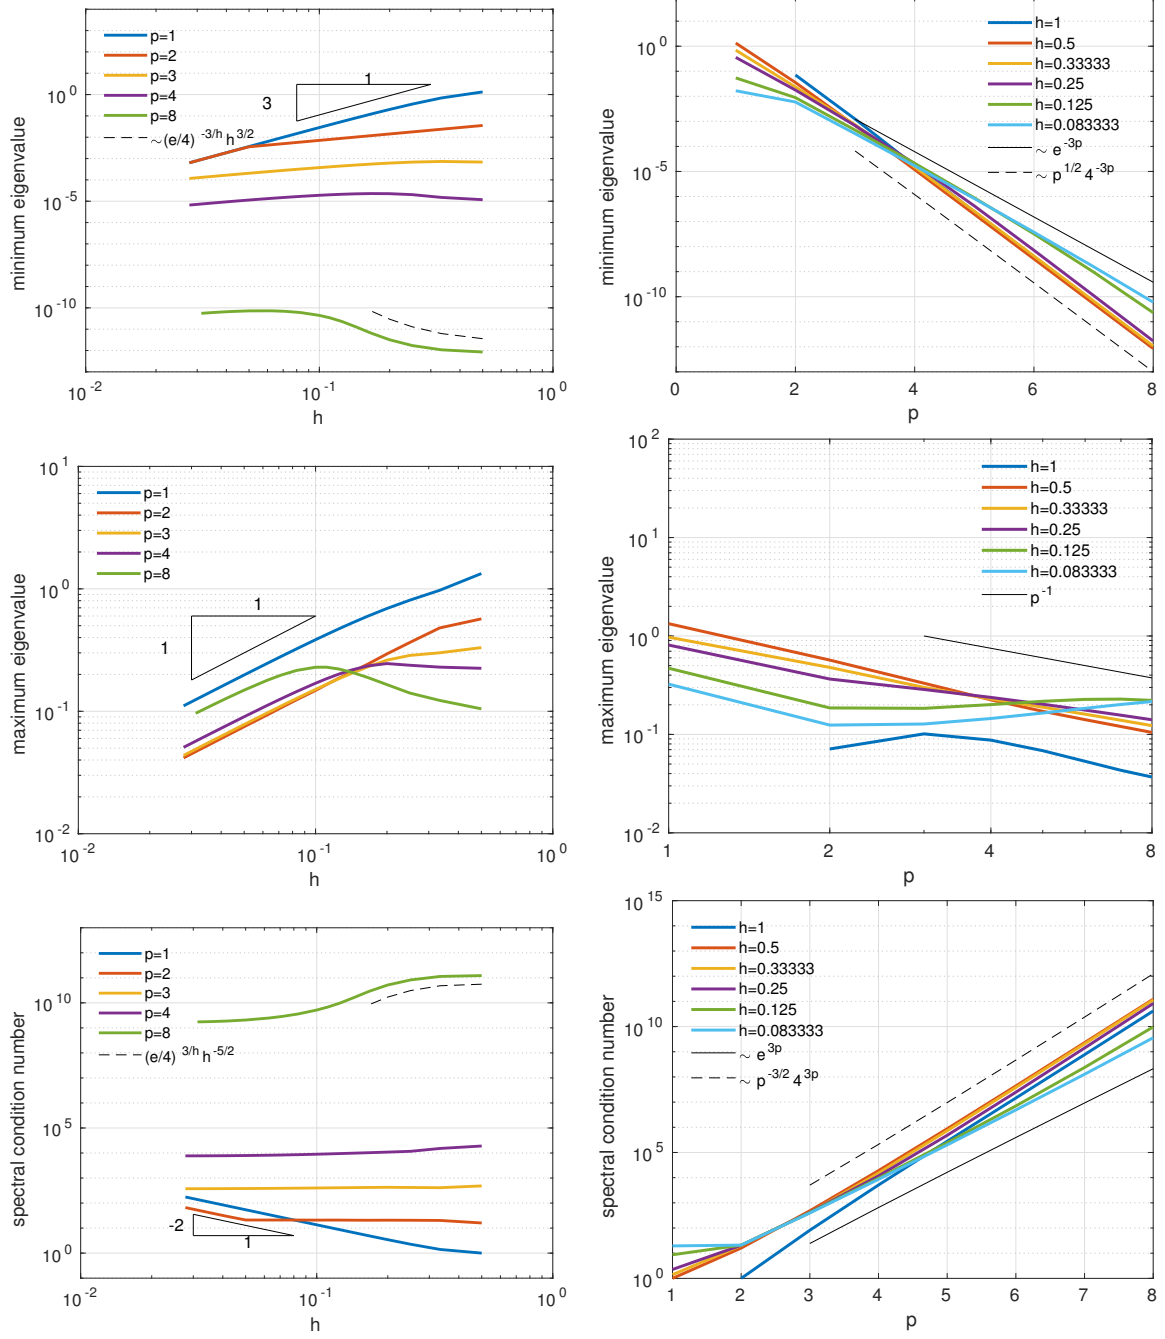 10^0
10^-5
10^-10
10^-2
10^-1
10^0
minimum eigenvalue
h
p=1
p=2
p=3
p=4
p=8
~(e/4)^-3/h h^3/2
1
3
10^0
10^-5
10^-10
0
2
4
6
8
minimum eigenvalue
p
h=1
h=0.5
h=0.33333
h=0.25
h=0.125
h=0.083333
~ e^-3p
~ p^1/2 4^-3p
10^1
10^0
10^-1
10^-2
10^-2
10^-1
10^0
maximum eigenvalue
h
p=1
p=2
p=3
p=4
p=8
1
1
10^2
10^1
10^0
10^-1
10^-2
1
2
4
8
maximum eigenvalue
p
h=1
h=0.5
h=0.33333
h=0.25
h=0.125
h=0.083333
p^-1
10^10
10^5
10^0
10^-2
10^-1
10^0
spectral condition number
h
p=1
p=2
p=3
p=4
p=8
(e/4)^3/h h^-5/2
-2
1
10^15
10^10
10^5
10^0
1
2
3
4
5
6
7
8
spectral condition number
p
h=1
h=0.5
h=0.33333
h=0.25
h=0.125
h=0.083333
~ e^3p
~ p^-3/2 4^3p